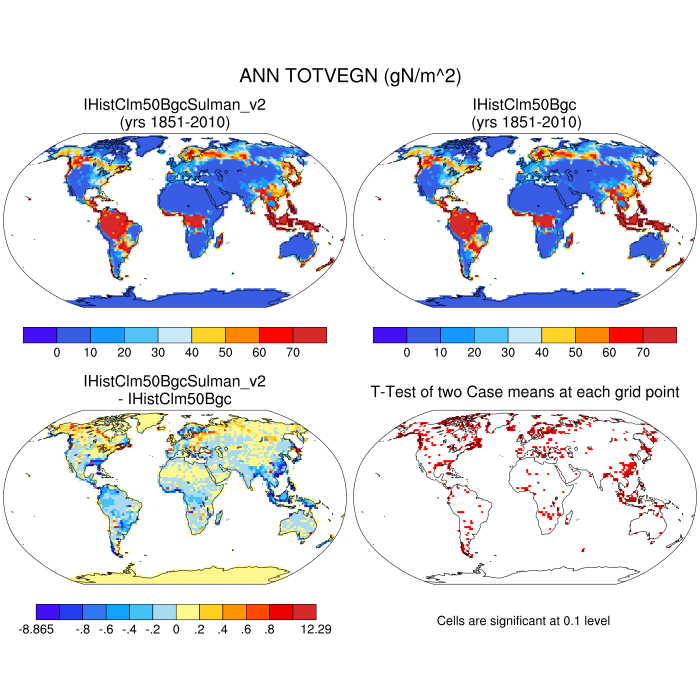 ANN TOTVEGN (gN/m^2)
IHistClm50BgcSulman_v2
(yrs 1851-2010)
IHistClm50Bgc
(yrs 1851-2010)
0 10 20 30 40 50 60 70
0 10 20 30 40 50 60 70
IHistClm50BgcSulman_v2
- IHistClm50Bgc
T-Test of two Case means at each grid point
-8.865 -.8 -.6 -.4 -.2 0 .2 .4 .6 .8 12.29
Cells are significant at 0.1 level